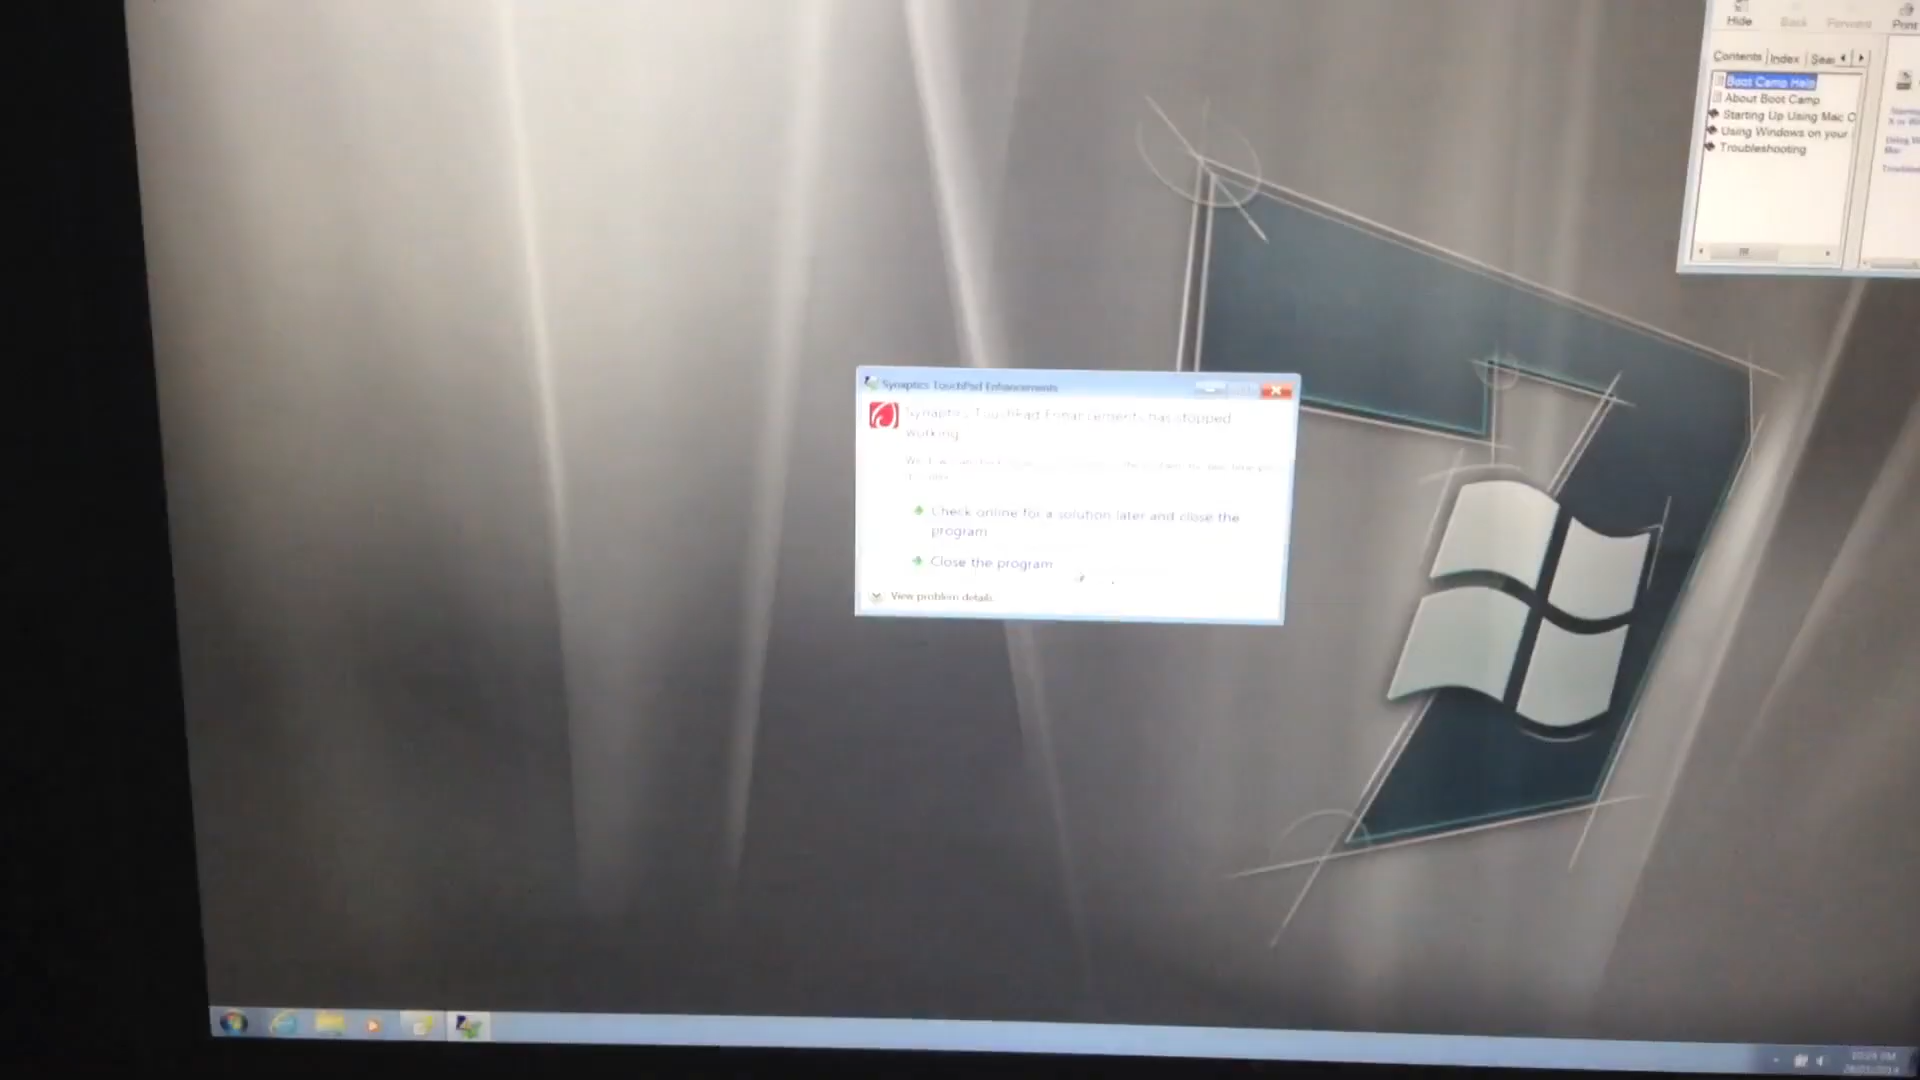 Hide Back Forward Print
Contents Index Sear
Boot Camp Help
About Boot Camp
Starting Up Using Mac O
Using Windows on your
Troubleshooting
Synaptics TouchPad Enhancements
Synaptics TouchPad Enhancements has stopped
working
Check online for a solution later and close the
program
Close the program
View problem details